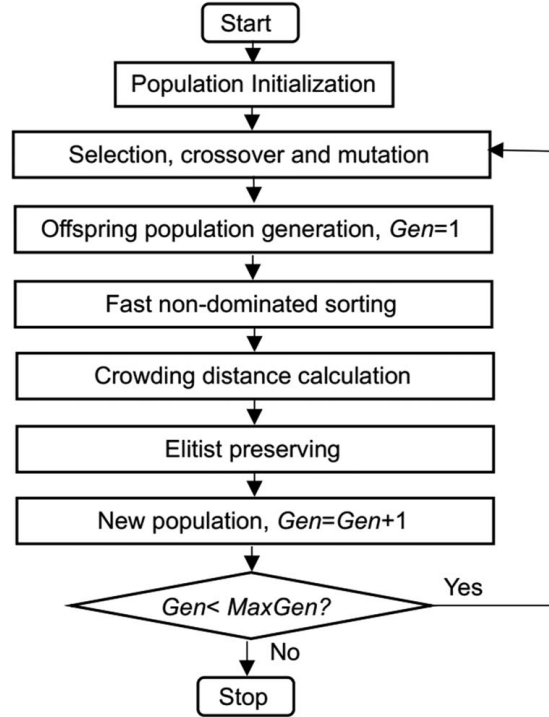 Start
Population Initialization
Selection, crossover and mutation
Offspring population generation, Gen=1
Fast non-dominated sorting
Crowding distance calculation
Elitist preserving
New population, Gen=Gen+1
Gen< MaxGen?
Yes
No
Stop